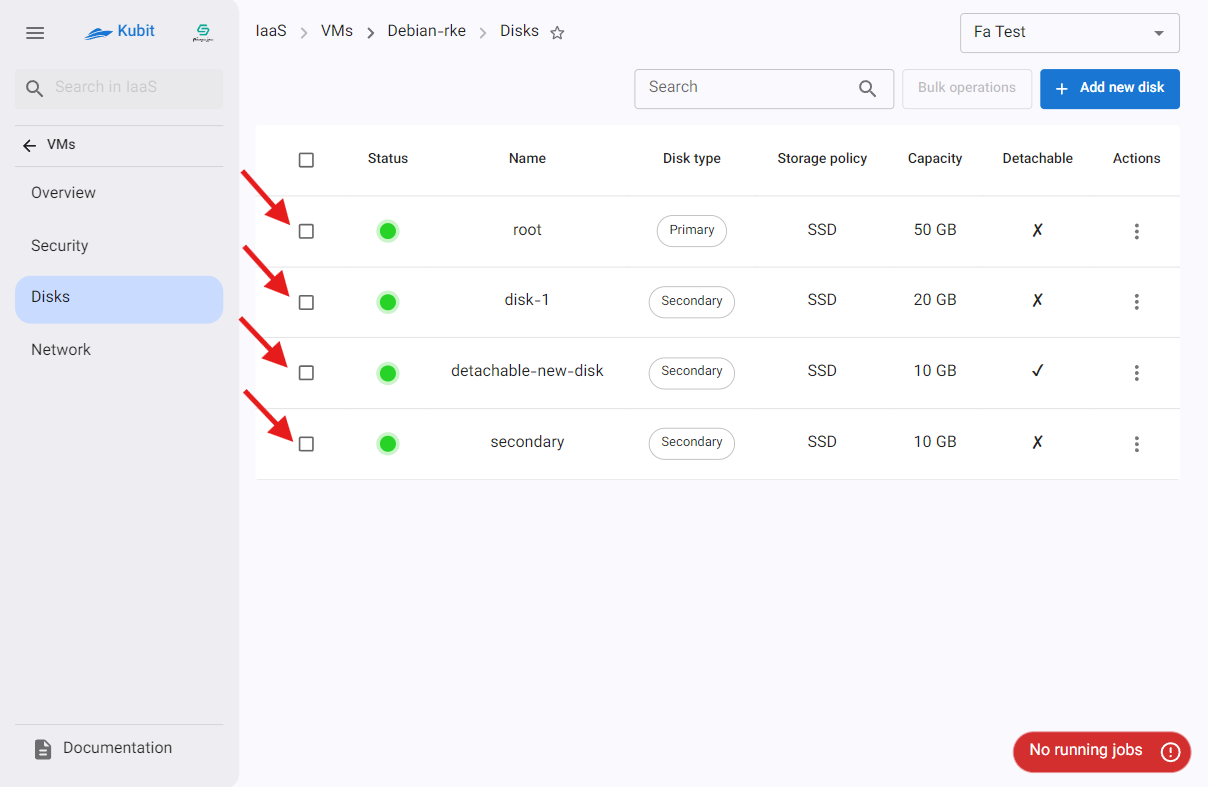 Kubit
IaaS > VMs > Debian-rke > Disks
Fa Test
Search in IaaS
Search
Bulk operations
+ Add new disk
VMs
Overview
Security
Disks
Network
Status Name Disk type Storage policy Capacity Detachable Actions
root Primary SSD 50 GB ✗
disk-1 Secondary SSD 20 GB ✗
detachable-new-disk Secondary SSD 10 GB ✓
secondary Secondary SSD 10 GB ✗
Documentation
No running jobs